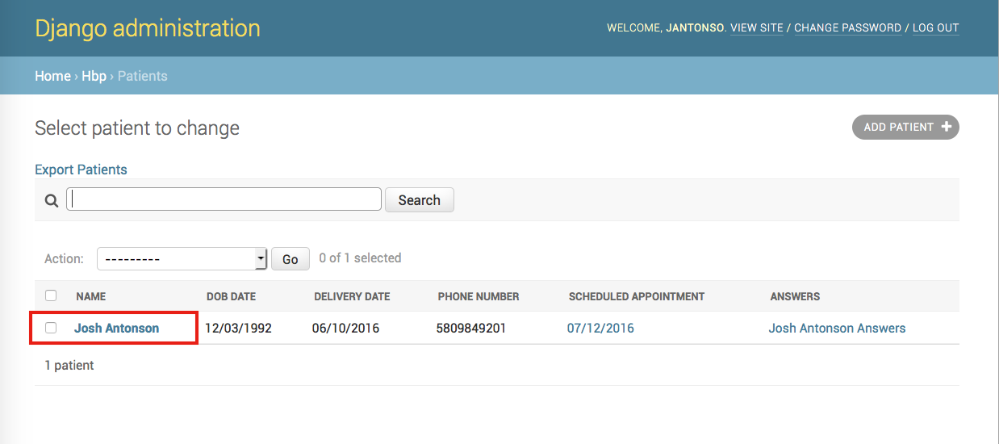 Django administration
WELCOME, JANTONSO. VIEW SITE / CHANGE PASSWORD / LOG OUT
Home › Hbp › Patients
Select patient to change
ADD PATIENT +
Export Patients
Search
Action: --------- Go 0 of 1 selected
NAME DOB DATE DELIVERY DATE PHONE NUMBER SCHEDULED APPOINTMENT ANSWERS
Josh Antonson 12/03/1992 06/10/2016 5809849201 07/12/2016 Josh Antonson Answers
1 patient